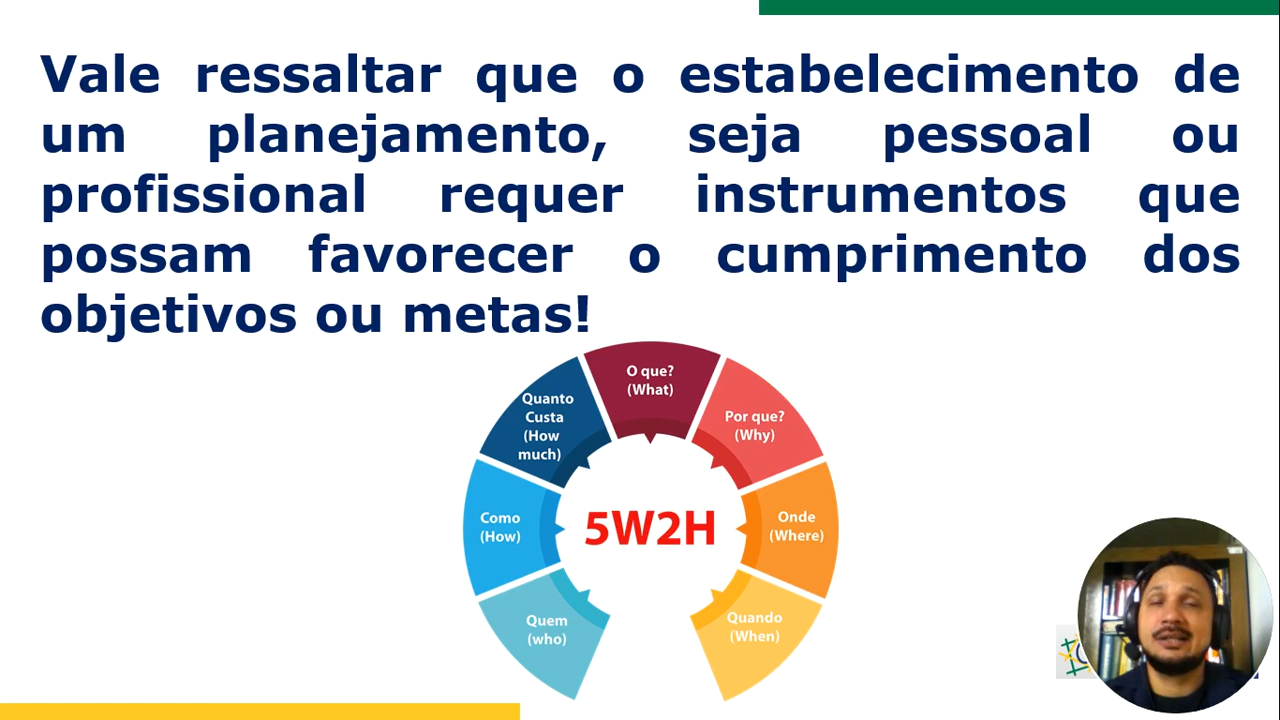 Vale ressaltar que o estabelecimento de
um planejamento, seja pessoal ou
profissional requer instrumentos que
possam favorecer o cumprimento dos
objetivos ou metas!
O que?
(What)
Por que?
(Why)
Onde
(Where)
Quando
(When)
Quem
(who)
Como
(How)
Quanto
Custa
(How
much)
5W2H